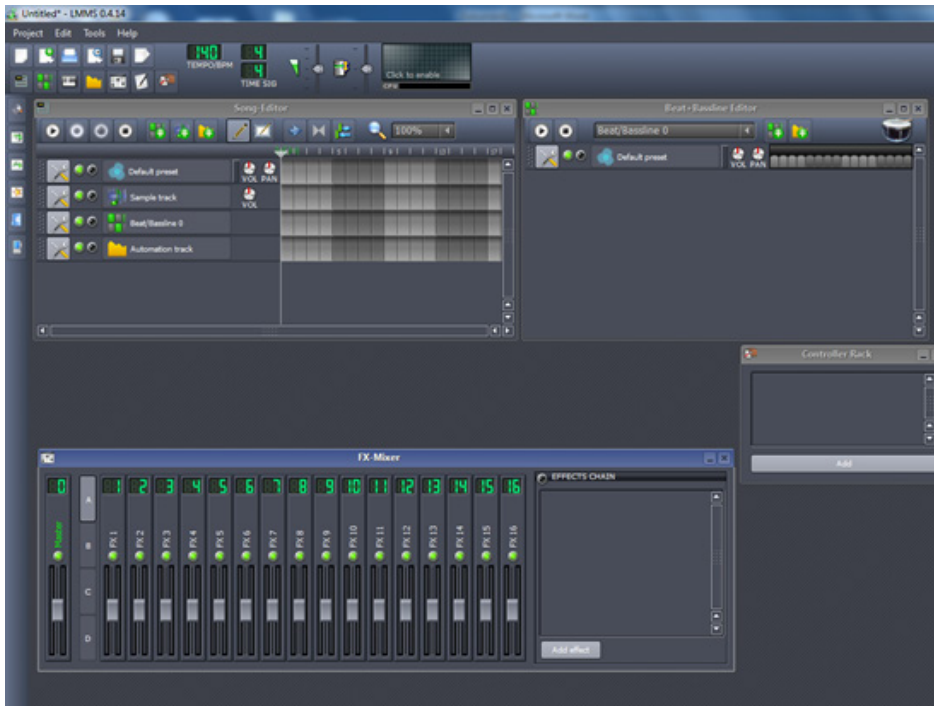 Untitled* - LMMS 0.4.14
Project Edit Tools Help
140
TEMPO/BPM
4
4
TIME SIG
Click to enable
CPU
Song-Editor
100%
Default preset
VOL PAN
Sample track
VOL
Beat/Bassline 0
Automation track
Beat+Bassline Editor
Beat/Bassline 0
Default preset
VOL PAN
Controller Rack
Add
FX-Mixer
0 1 2 3 4 5 6 7 8 9 10 11 12 13 14 15 16
Master FX 1 FX 2 FX 3 FX 4 FX 5 FX 6 FX 7 FX 8 FX 9 FX 10 FX 11 FX 12 FX 13 FX 14 FX 15 FX 16
A
B
C
D
EFFECTS CHAIN
Add effect